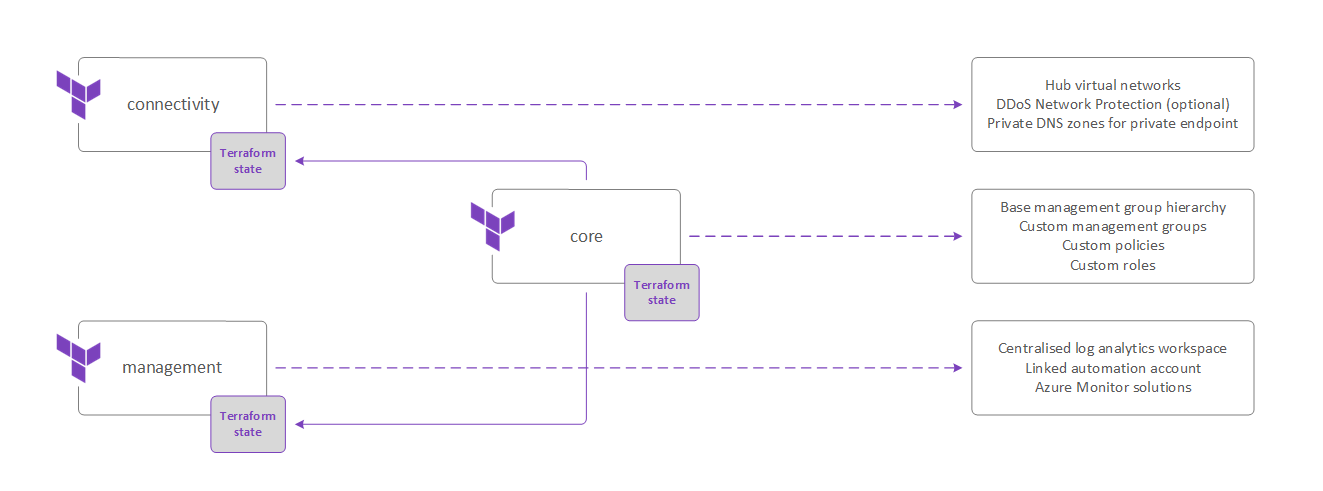 connectivity
Terraform
state
Hub virtual networks
DDoS Network Protection (optional)
Private DNS zones for private endpoint
core
Terraform
state
Base management group hierarchy
Custom management groups
Custom policies
Custom roles
management
Terraform
state
Centralised log analytics workspace
Linked automation account
Azure Monitor solutions